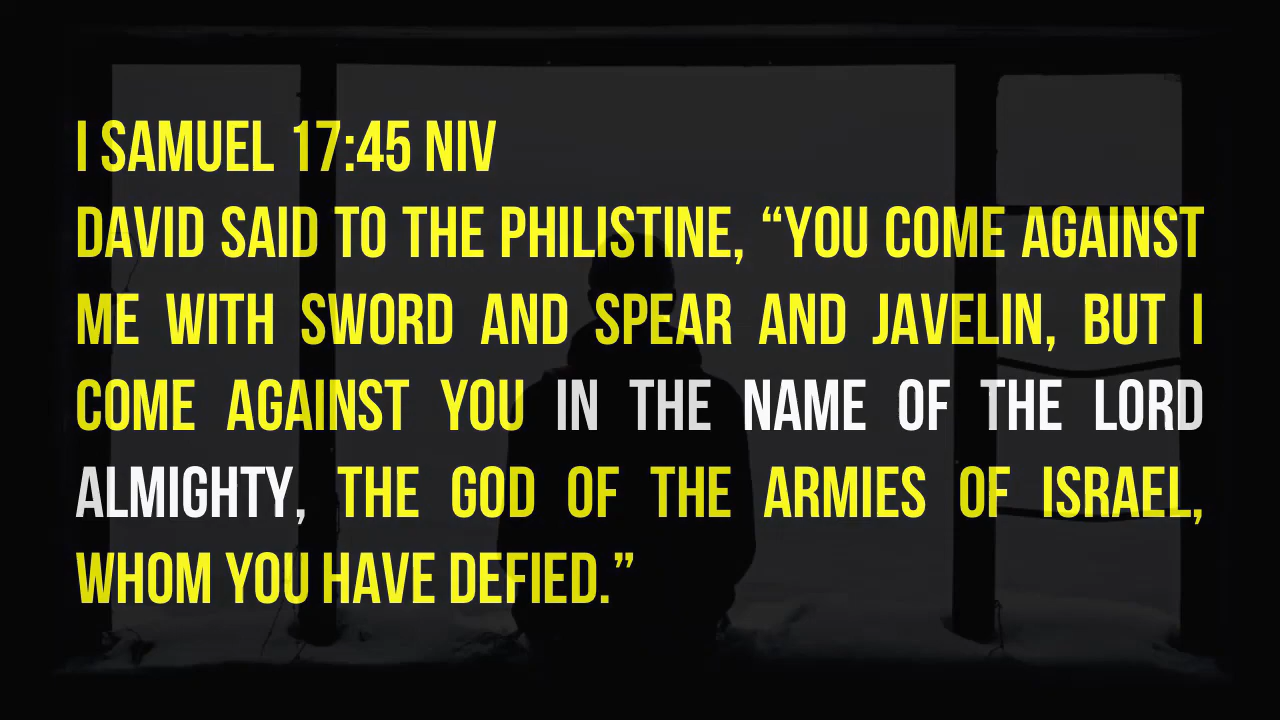 I SAMUEL 17:45 NIV
DAVID SAID TO THE PHILISTINE, “YOU COME AGAINST
ME WITH SWORD AND SPEAR AND JAVELIN, BUT I
COME AGAINST YOU IN THE NAME OF THE LORD
ALMIGHTY, THE GOD OF THE ARMIES OF ISRAEL,
WHOM YOU HAVE DEFIED.”